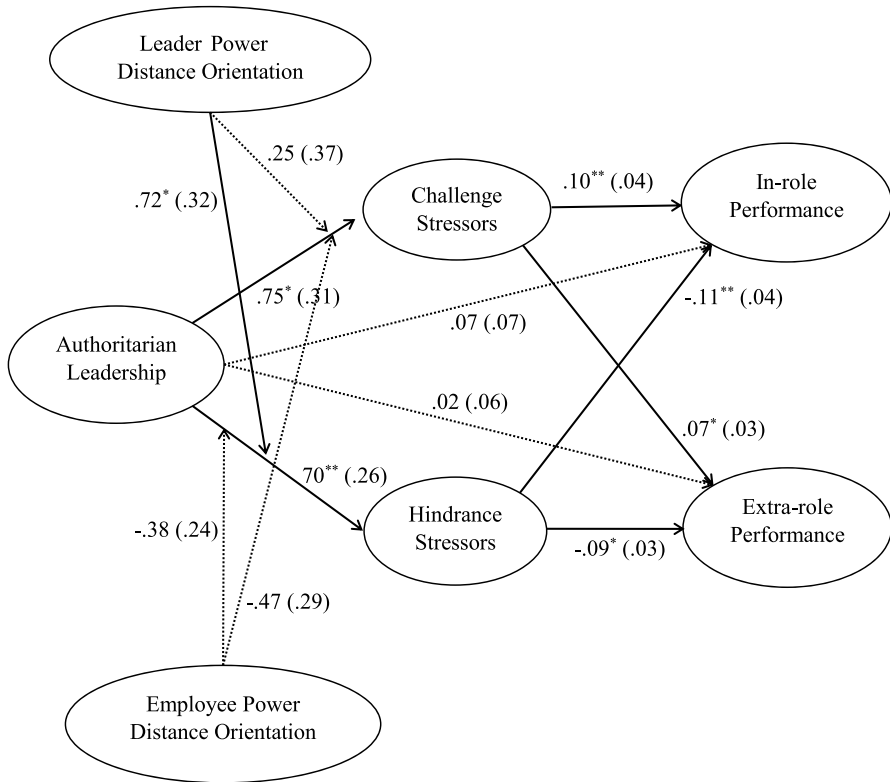 Leader Power
Distance Orientation
.25 (.37)
.72* (.32)
Challenge
Stressors
.10** (.04)
In-role
Performance
.75* (.31)
-.11** (.04)
.07 (.07)
Authoritarian
Leadership
.02 (.06)
.07* (.03)
70** (.26)
Hindrance
Stressors
Extra-role
Performance
-.38 (.24)
-.09* (.03)
-.47 (.29)
Employee Power
Distance Orientation